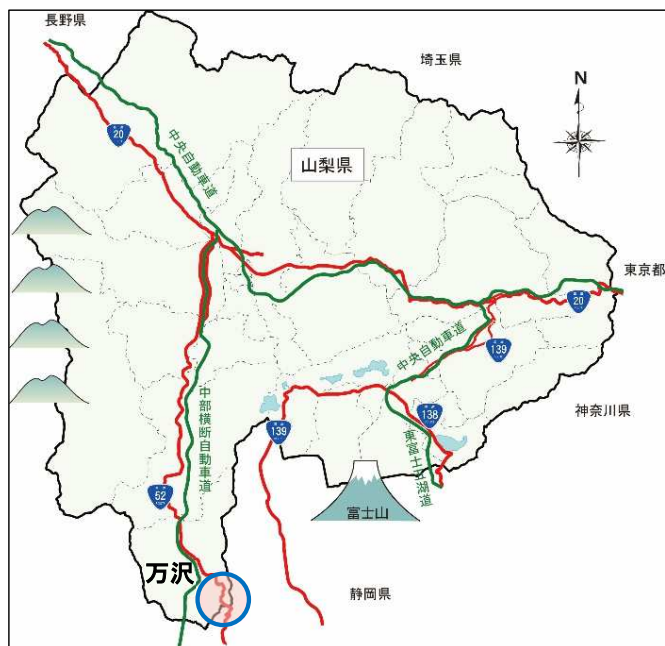 長野県
埼玉県
N
20
中央自動車道
山梨県
東京都
20
中央自動車道
139
神奈川県
138
139
中部横断自動車道
東富士五湖道
52
富士山
万沢
静岡県